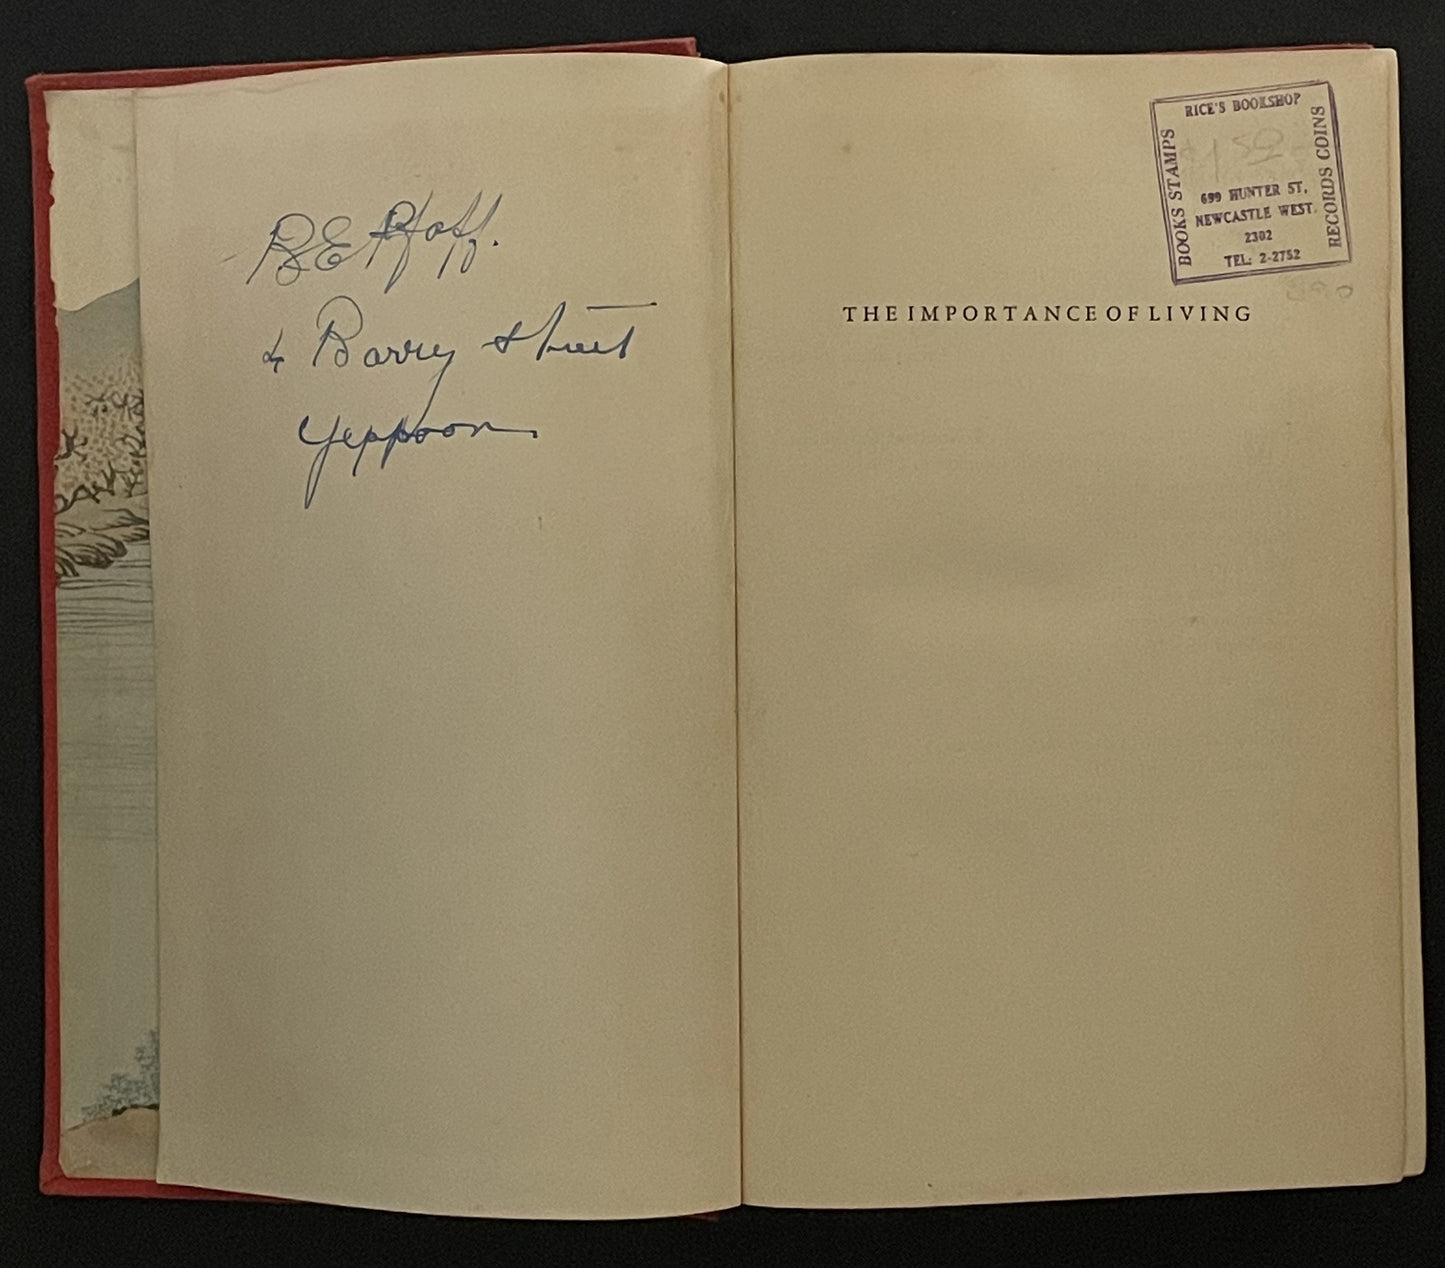 B E Pfaff.
4 Barry Street
Yeppoon
RICE'S BOOKSHOP
BOOKS STAMPS
RECORDS COINS
699 HUNTER ST,
NEWCASTLE WEST.
2302
TEL: 2-2752
THE IMPORTANCE OF LIVING